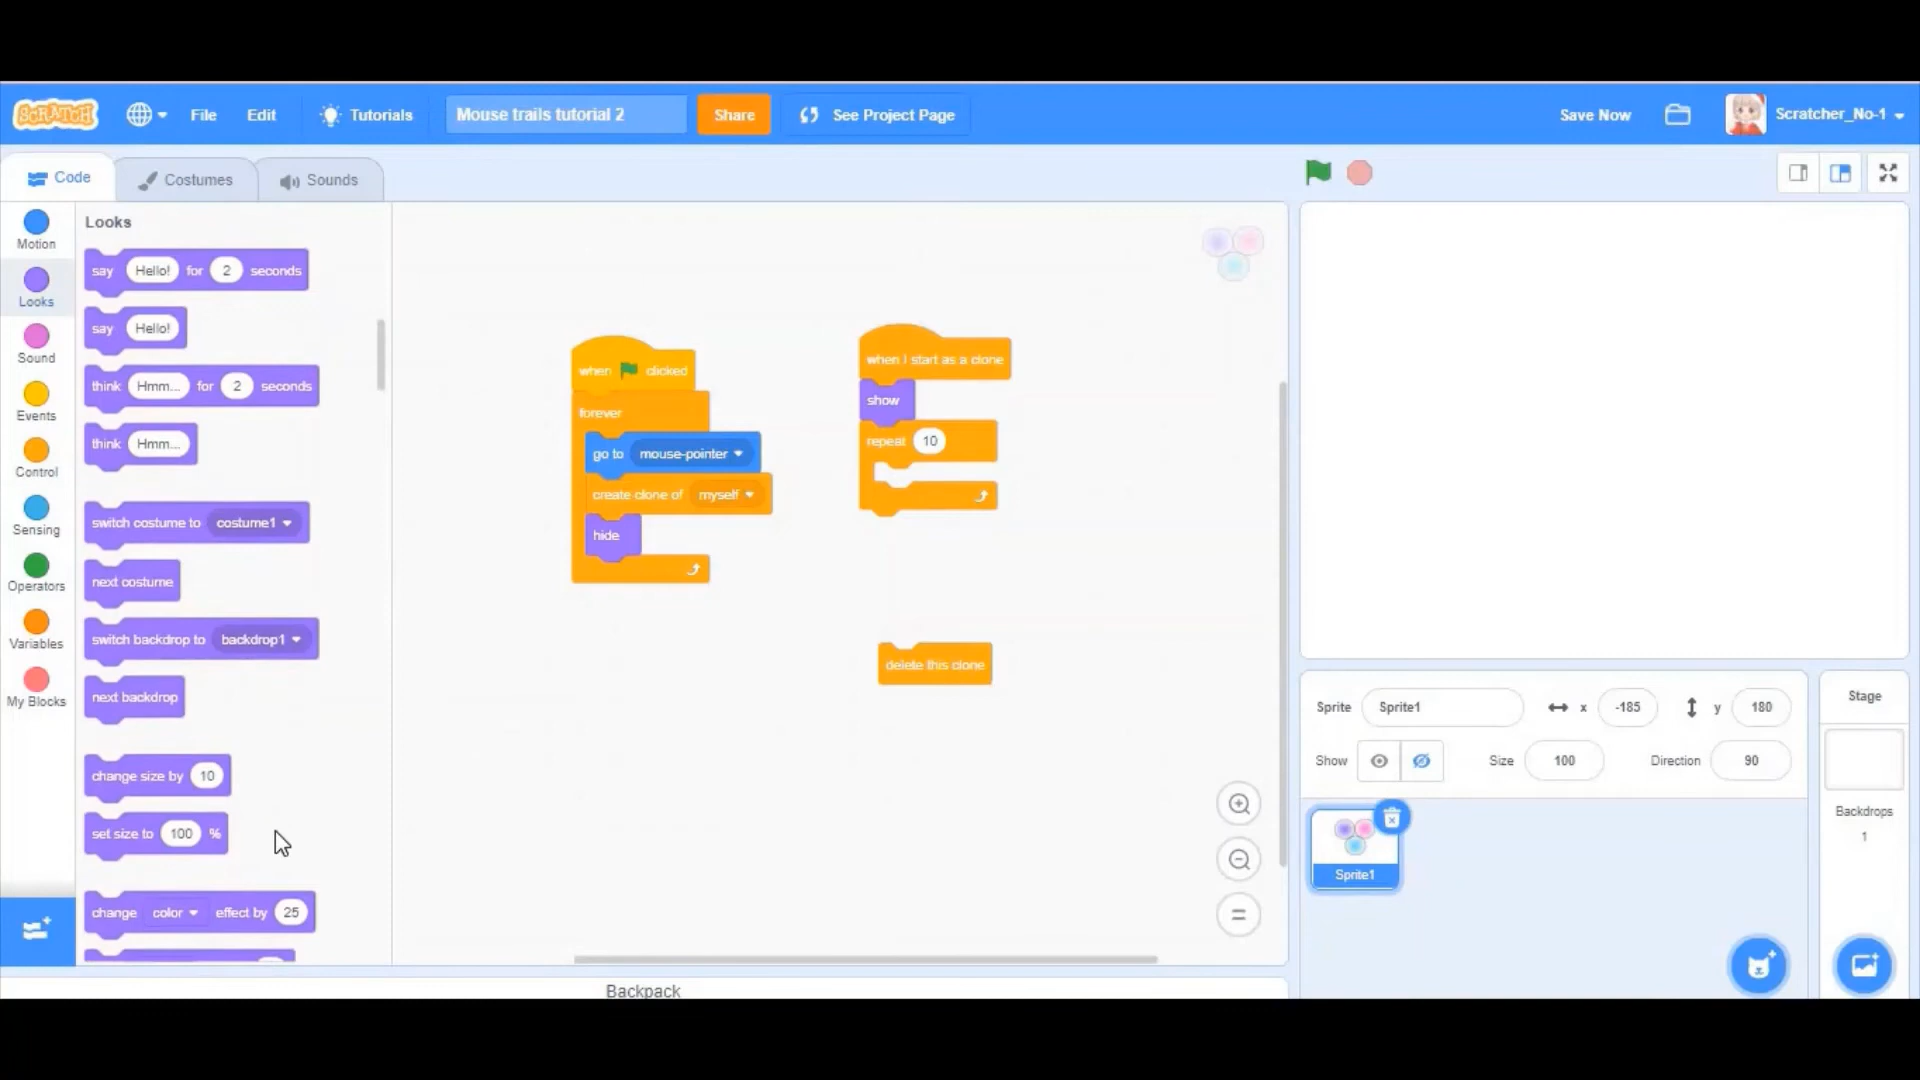 SCRATCH File Edit Tutorials Mouse trails tutorial 2 Share See Project Page Save Now Scratcher_No-1
Code Costumes Sounds
Motion
Looks
Sound
Events
Control
Sensing
Operators
Variables
My Blocks
Looks
say Hello! for 2 seconds
say Hello!
think Hmm... for 2 seconds
think Hmm...
switch costume to costume1
next costume
switch backdrop to backdrop1
next backdrop
change size by 10
set size to 100 %
change color effect by 25
when clicked
forever
go to mouse-pointer
create clone of myself
hide
when I start as a clone
show
repeat 10
delete this clone
Sprite Sprite1 x -185 y 180
Show Size 100 Direction 90
Sprite1
Stage
Backdrops
1
Backpack